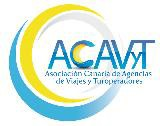 ACAVyT
Asociación Canaria de Agencias
de Viajes y Turoperadores